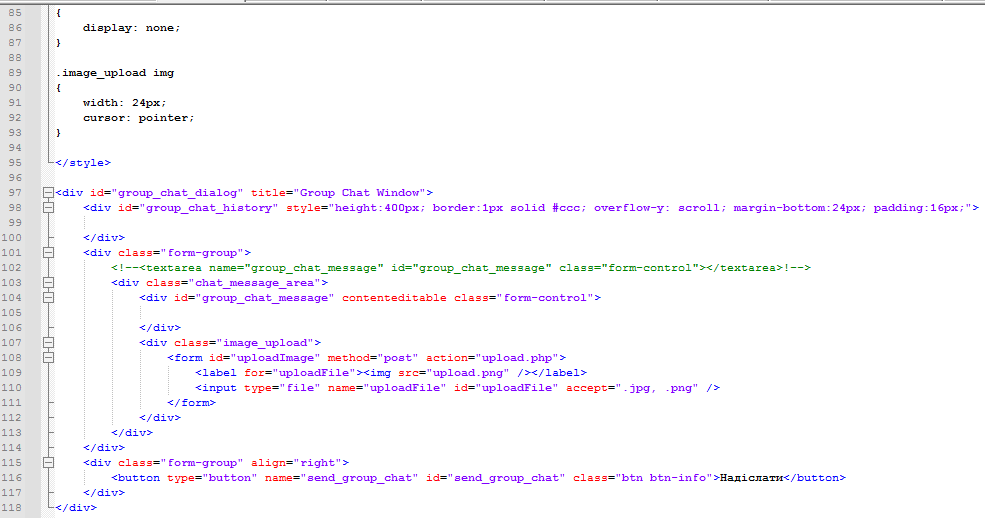 85 {
86     display: none;
87 }
88
89 .image_upload img
90 {
91     width: 24px;
92     cursor: pointer;
93 }
94
95 </style>
96
97 <div id="group_chat_dialog" title="Group Chat Window">
98     <div id="group_chat_history" style="height:400px; border:1px solid #ccc; overflow-y: scroll; margin-bottom:24px; padding:16px;">
99
100     </div>
101     <div class="form-group">
102         <!--<textarea name="group_chat_message" id="group_chat_message" class="form-control"></textarea>!-->
103         <div class="chat_message_area">
104             <div id="group_chat_message" contenteditable class="form-control">
105
106             </div>
107             <div class="image_upload">
108                 <form id="uploadImage" method="post" action="upload.php">
109                     <label for="uploadFile"><img src="upload.png" /></label>
110                     <input type="file" name="uploadFile" id="uploadFile" accept=".jpg, .png" />
111                 </form>
112             </div>
113         </div>
114     </div>
115     <div class="form-group" align="right">
116         <button type="button" name="send_group_chat" id="send_group_chat" class="btn btn-info">Надіслати</button>
117     </div>
118 </div>